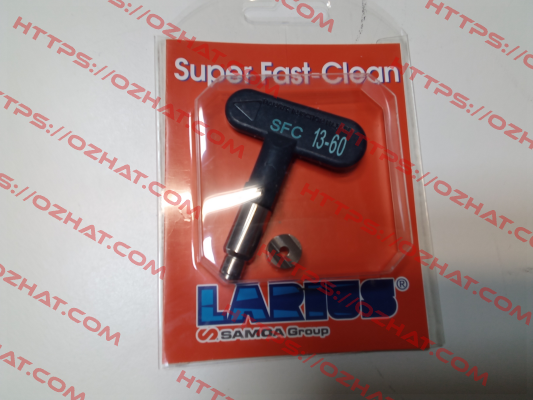 Super Fast-Clean
SFC 13-60
LARIUS®
SAMOA Group
HTTPS://OZHAT.COM